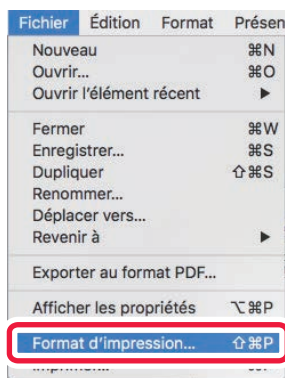 Fichier Édition Format Présen
Nouveau ⌘N
Ouvrir... ⌘O
Ouvrir l'élément récent ▶
Fermer ⌘W
Enregistrer... ⌘S
Dupliquer ⇧⌘S
Renommer...
Déplacer vers...
Revenir à ▶
Exporter au format PDF...
Afficher les propriétés ⌥⌘P
Format d'impression... ⇧⌘P